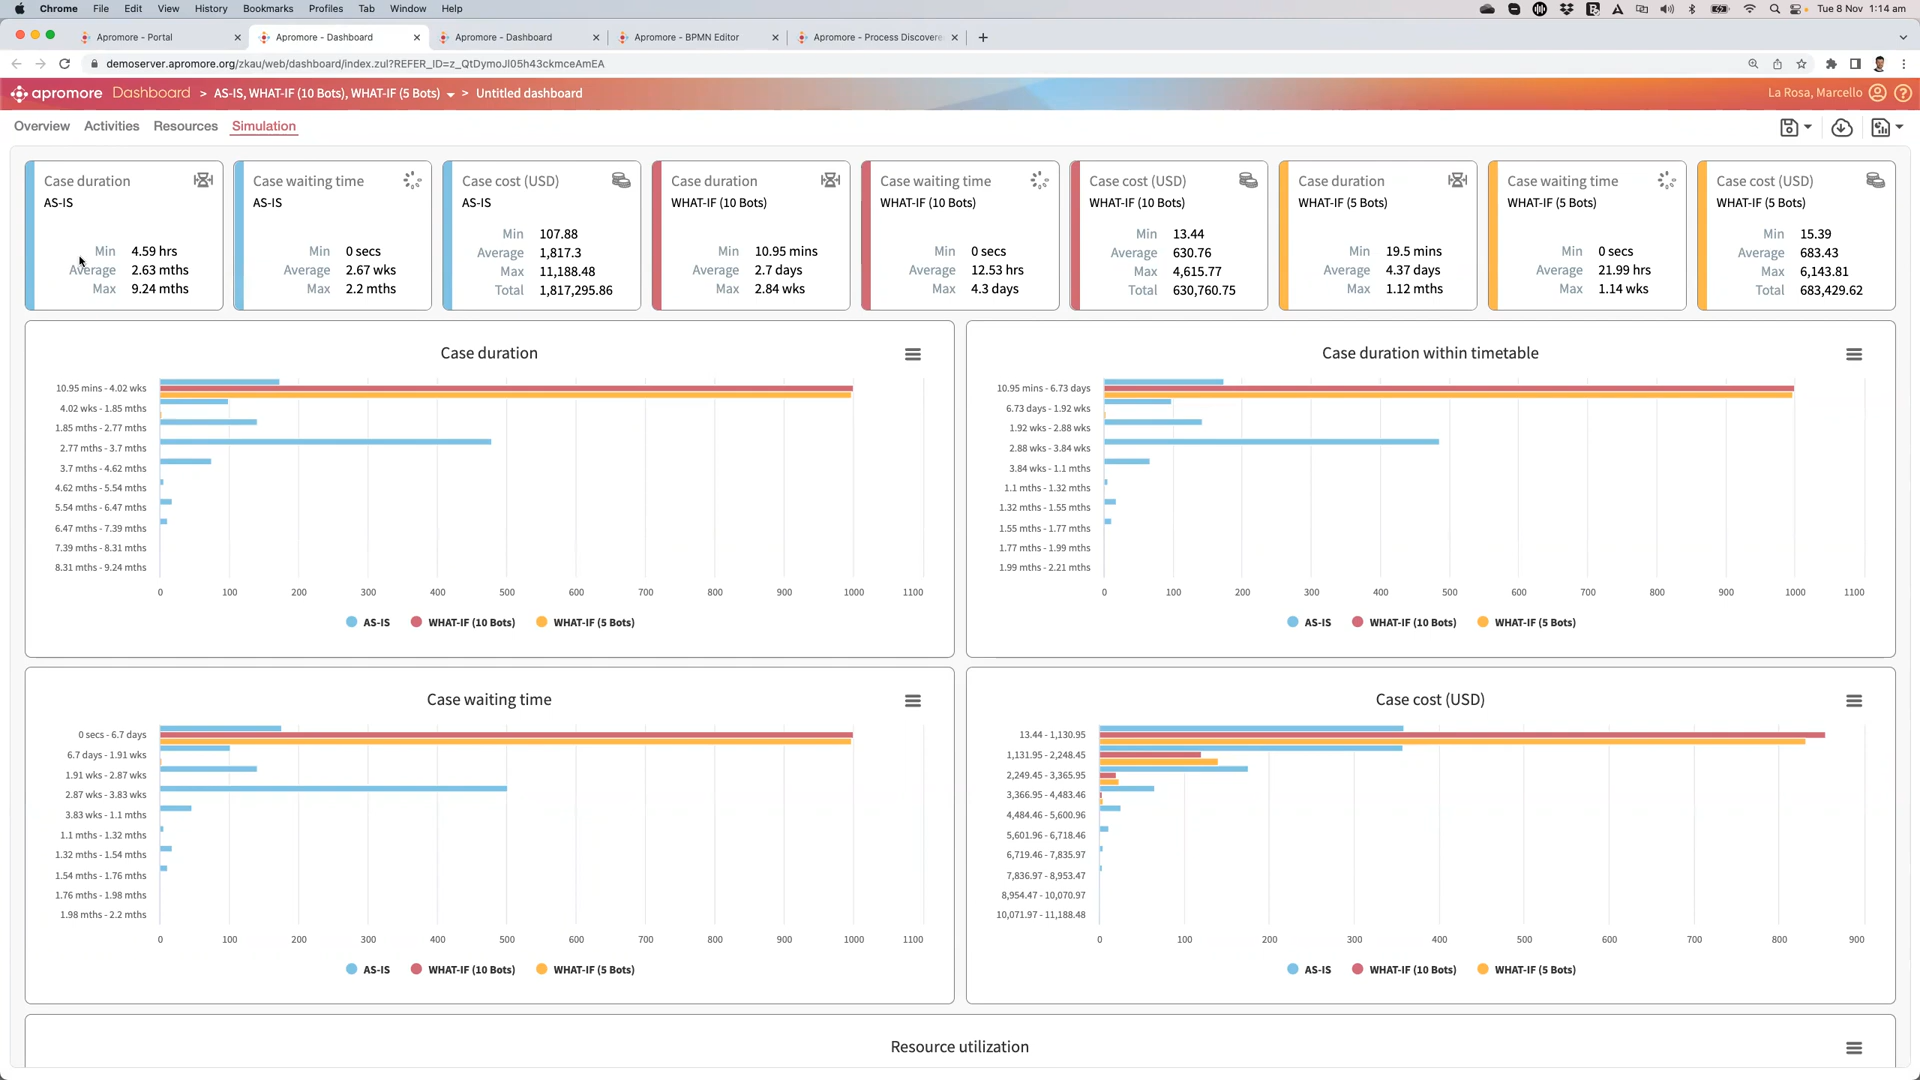 Chrome File Edit View History Bookmarks Profiles Tab Window Help
Tue 8 Nov 1:14 am
Apromore - Portal
Apromore - Dashboard
Apromore - Dashboard
Apromore - BPMN Editor
Apromore - Process Discovere
demoserver.apromore.org/zkau/web/dashboard/index.zul?REFER_ID=z_QtDymoJI05h43ckmceAmEA
apromore Dashboard > AS-IS, WHAT-IF (10 Bots), WHAT-IF (5 Bots) > Untitled dashboard
La Rosa, Marcello
Overview Activities Resources Simulation
Case duration
AS-IS
Min 4.59 hrs
Average 2.63 mths
Max 9.24 mths
Case waiting time
AS-IS
Min 0 secs
Average 2.67 wks
Max 2.2 mths
Case cost (USD)
AS-IS
Min 107.88
Average 1,817.3
Max 11,188.48
Total 1,817,295.86
Case duration
WHAT-IF (10 Bots)
Min 10.95 mins
Average 2.7 days
Max 2.84 wks
Case waiting time
WHAT-IF (10 Bots)
Min 0 secs
Average 12.53 hrs
Max 4.3 days
Case cost (USD)
WHAT-IF (10 Bots)
Min 13.44
Average 630.76
Max 4,615.77
Total 630,760.75
Case duration
WHAT-IF (5 Bots)
Min 19.5 mins
Average 4.37 days
Max 1.12 mths
Case waiting time
WHAT-IF (5 Bots)
Min 0 secs
Average 21.99 hrs
Max 1.14 wks
Case cost (USD)
WHAT-IF (5 Bots)
Min 15.39
Average 683.43
Max 6,143.81
Total 683,429.62
Case duration
10.95 mins - 4.02 wks
4.02 wks - 1.85 mths
1.85 mths - 2.77 mths
2.77 mths - 3.7 mths
3.7 mths - 4.62 mths
4.62 mths - 5.54 mths
5.54 mths - 6.47 mths
6.47 mths - 7.39 mths
7.39 mths - 8.31 mths
8.31 mths - 9.24 mths
0 100 200 300 400 500 600 700 800 900 1000 1100
AS-IS WHAT-IF (10 Bots) WHAT-IF (5 Bots)
Case duration within timetable
10.95 mins - 6.73 days
6.73 days - 1.92 wks
1.92 wks - 2.88 wks
2.88 wks - 3.84 wks
3.84 wks - 1.1 mths
1.1 mths - 1.32 mths
1.32 mths - 1.55 mths
1.55 mths - 1.77 mths
1.77 mths - 1.99 mths
1.99 mths - 2.21 mths
0 100 200 300 400 500 600 700 800 900 1000 1100
AS-IS WHAT-IF (10 Bots) WHAT-IF (5 Bots)
Case waiting time
0 secs - 6.7 days
6.7 days - 1.91 wks
1.91 wks - 2.87 wks
2.87 wks - 3.83 wks
3.83 wks - 1.1 mths
1.1 mths - 1.32 mths
1.32 mths - 1.54 mths
1.54 mths - 1.76 mths
1.76 mths - 1.98 mths
1.98 mths - 2.2 mths
0 100 200 300 400 500 600 700 800 900 1000 1100
AS-IS WHAT-IF (10 Bots) WHAT-IF (5 Bots)
Case cost (USD)
13.44 - 1,130.95
1,131.95 - 2,248.45
2,249.45 - 3,365.95
3,366.95 - 4,483.46
4,484.46 - 5,600.96
5,601.96 - 6,718.46
6,719.46 - 7,835.97
7,836.97 - 8,953.47
8,954.47 - 10,070.97
10,071.97 - 11,188.48
0 100 200 300 400 500 600 700 800 900
AS-IS WHAT-IF (10 Bots) WHAT-IF (5 Bots)
Resource utilization